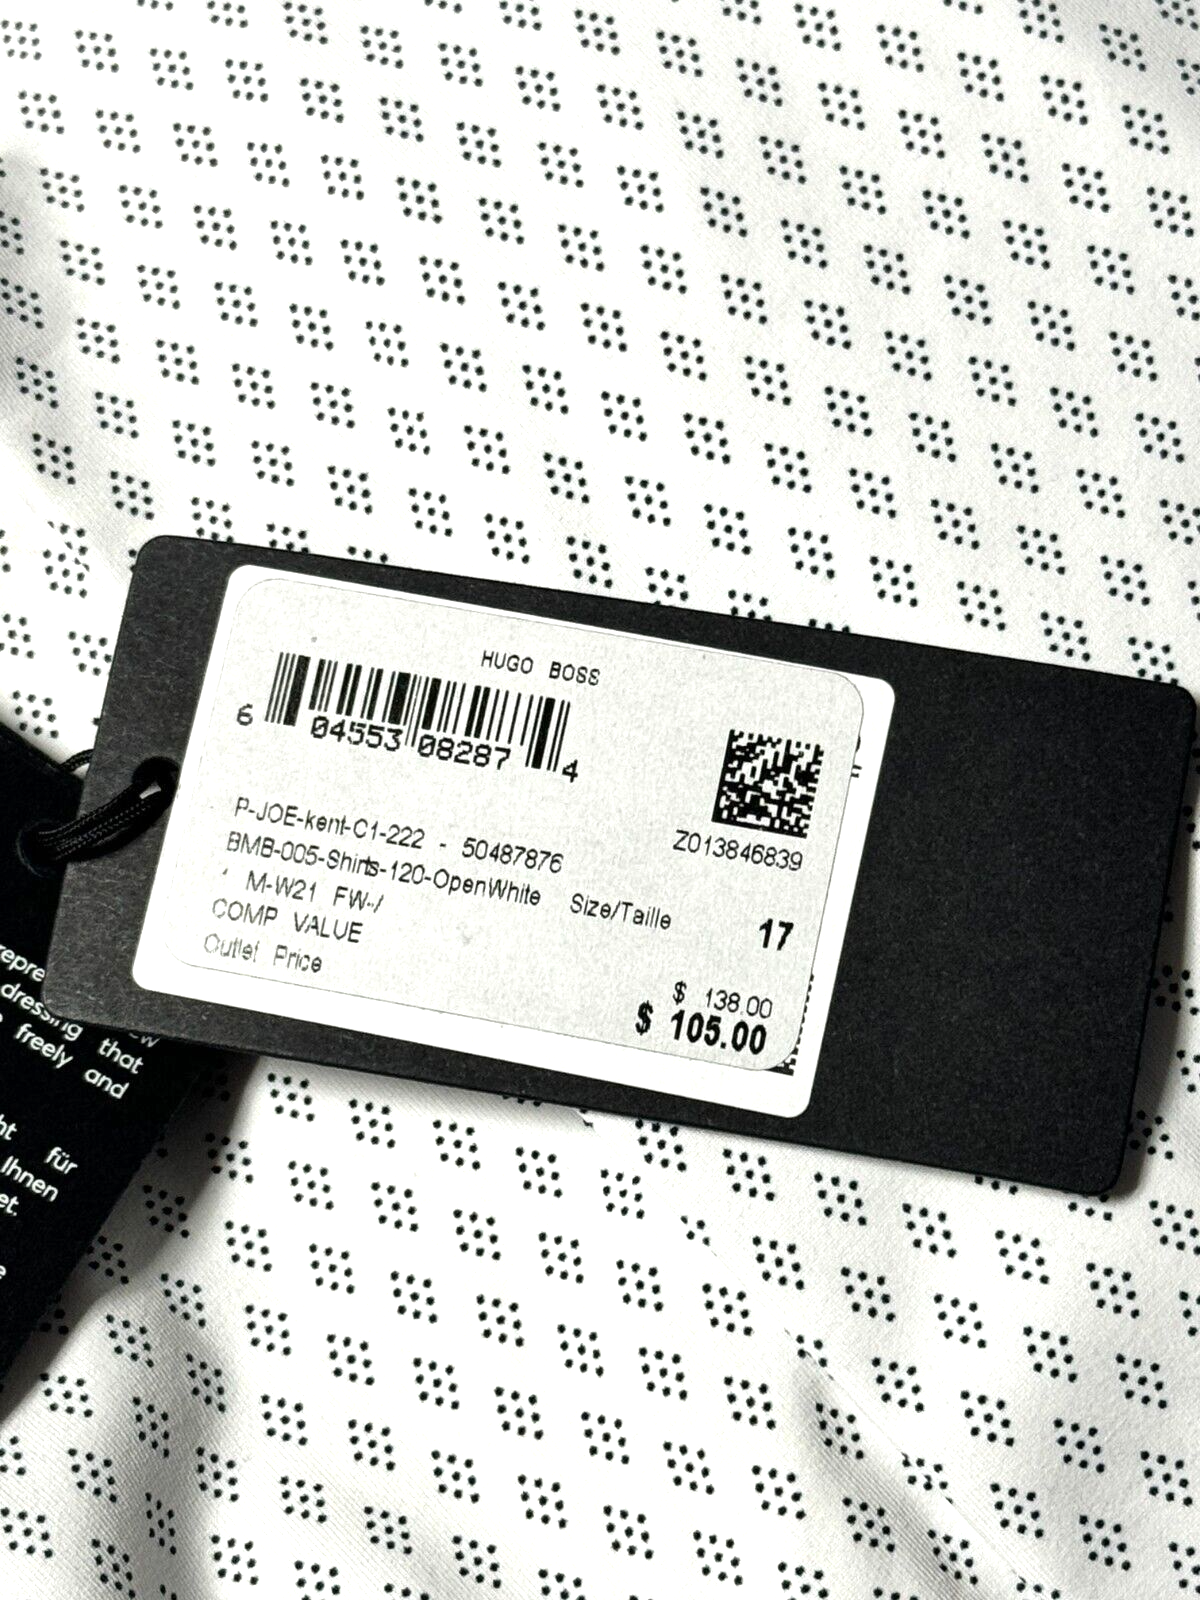 HUGO BOSS
6 04553 08287 4
Z013846839
P-JOE-kent-C1-222 - 50487876
BMB-005-Shirts-120-OpenWhite Size/Taille 17
M-W21 FW-/
COMP VALUE $ 138.00
Outlet Price $ 105.00
dressing that
freely and
für
Ihnen